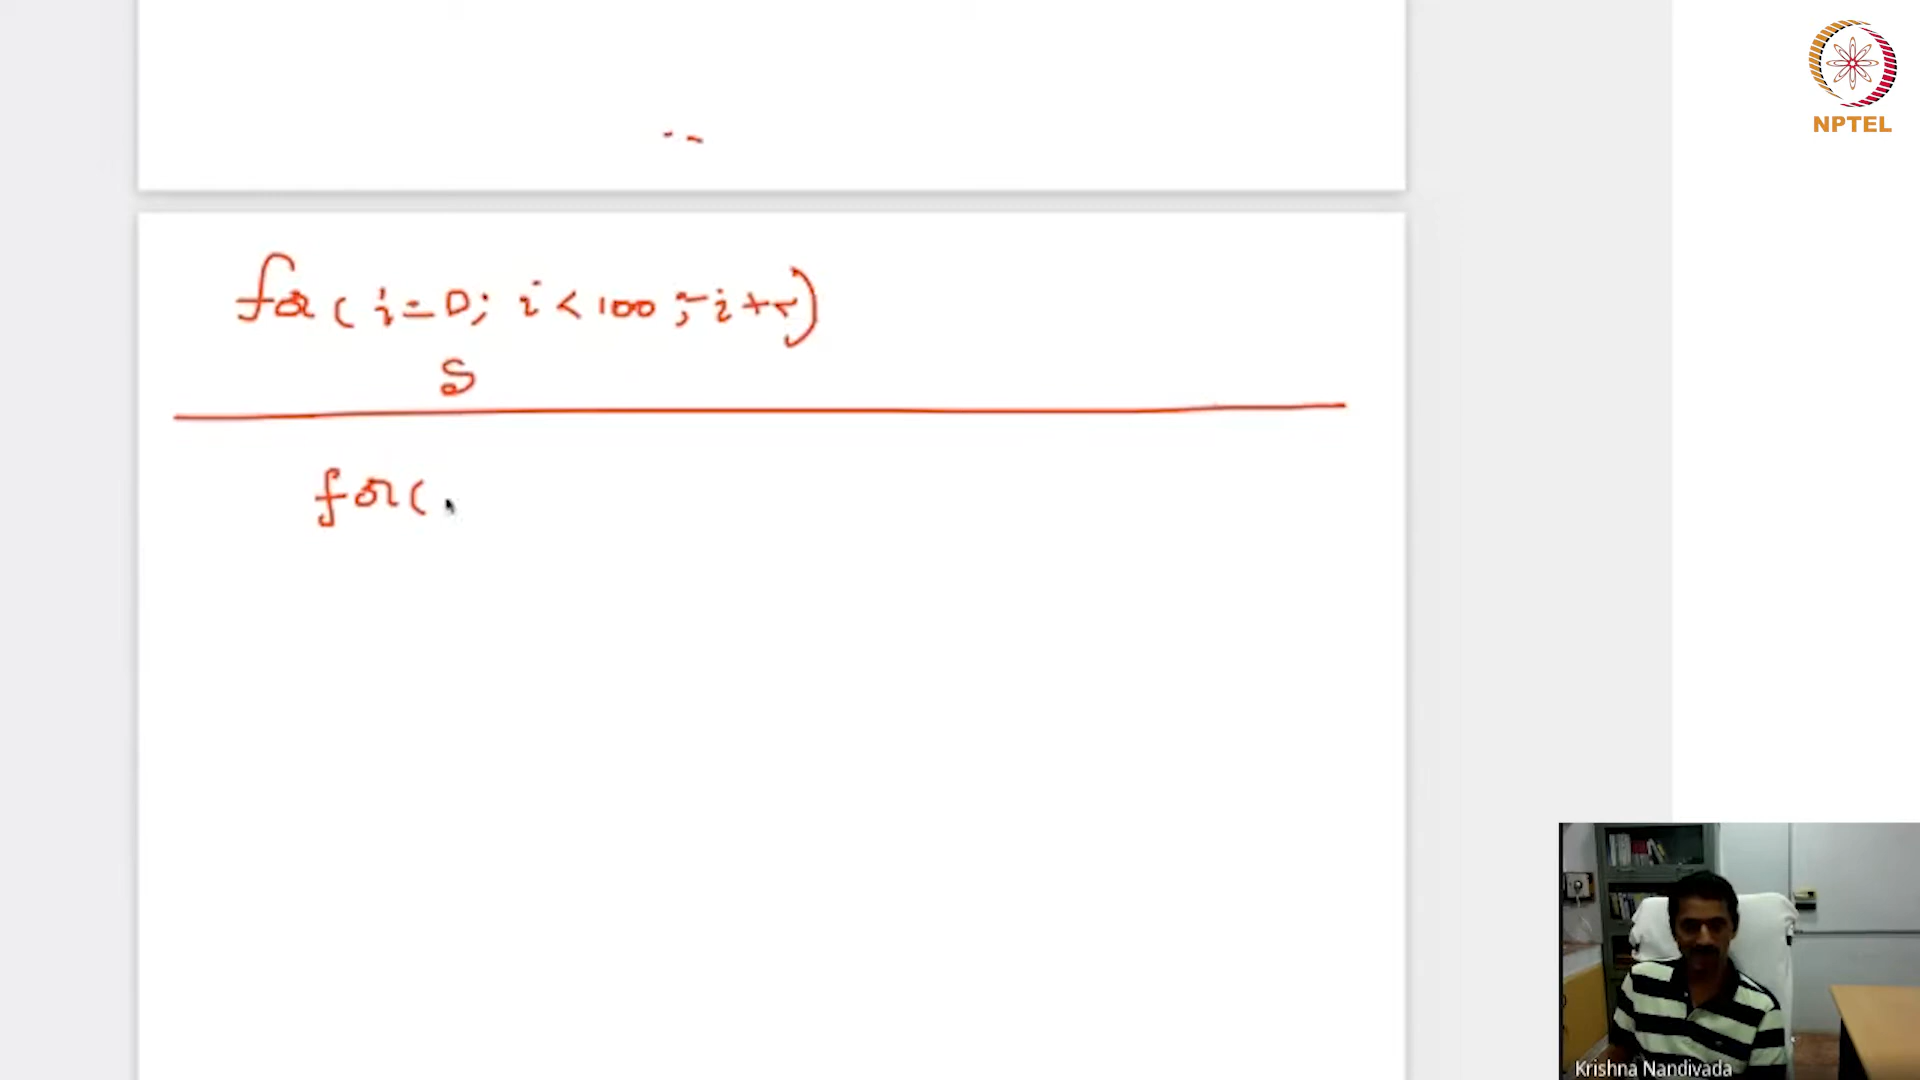 NPTEL
for( i=0; i<100; i++)
S
for(
Krishna Nandivada